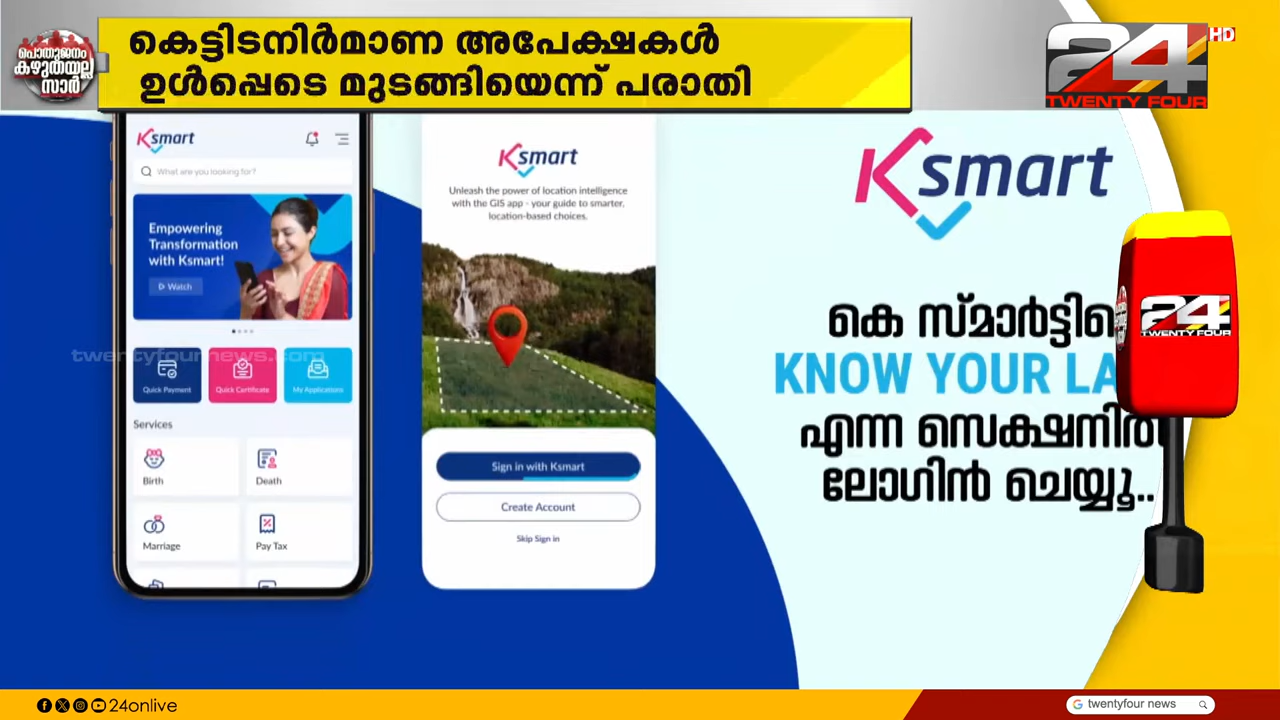 പൊതുജനം
കഴുതയല്ല
സാർ
കെട്ടിടനിർമാണ അപേക്ഷകൾ
ഉൾപ്പെടെ മുടങ്ങിയെന്ന് പരാതി
24 HD
TWENTY FOUR
Ksmart
What are you looking for?
Empowering
Transformation
with Ksmart!
Watch
twentyfournews.com
Quick Payment
Quick Certificate
My Applications
Services
Birth
Death
Marriage
Pay Tax
Ksmart
Unleash the power of location intelligence
with the GIS app - your guide to smarter,
location-based choices.
Sign in with Ksmart
Create Account
Skip Sign in
Ksmart
കെ സ്മാർട്ടി
KNOW YOUR LA
എന്ന സെക്ഷനിൽ
ലോഗിൻ ചെയ്യൂ..
24
TWENTY FOUR
24onlive
twentyfour news